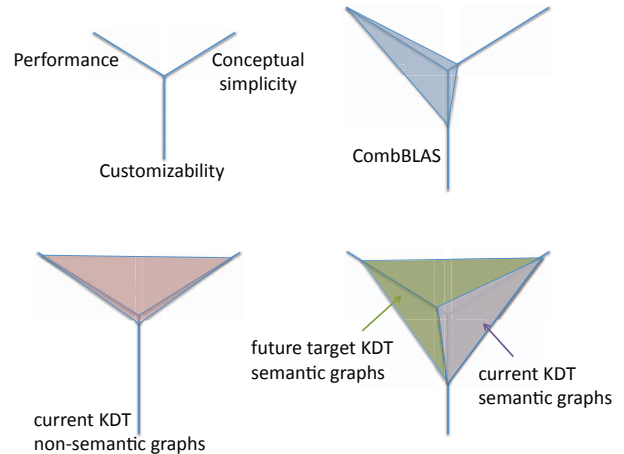 Performance
Conceptual
simplicity
Customizability
CombBLAS
future target KDT
semantic graphs
current KDT
semantic graphs
current KDT
non-semantic graphs